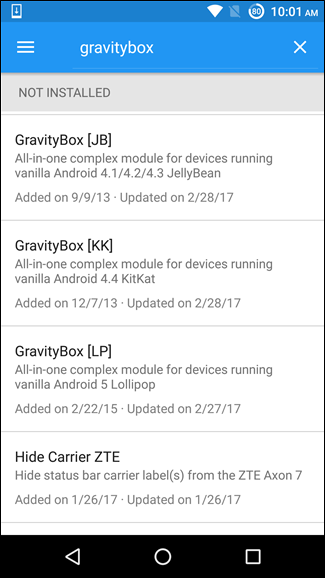 80 10:01 AM
gravitybox
NOT INSTALLED
GravityBox [JB]
All-in-one complex module for devices running
vanilla Android 4.1/4.2/4.3 JellyBean
Added on 9/9/13 · Updated on 2/28/17
GravityBox [KK]
All-in-one complex module for devices running
vanilla Android 4.4 KitKat
Added on 12/7/13 · Updated on 2/28/17
GravityBox [LP]
All-in-one complex module for devices running
vanilla Android 5 Lollipop
Added on 2/22/15 · Updated on 2/27/17
Hide Carrier ZTE
Hide status bar carrier label(s) from the ZTE Axon 7
Added on 1/26/17 · Updated on 1/26/17